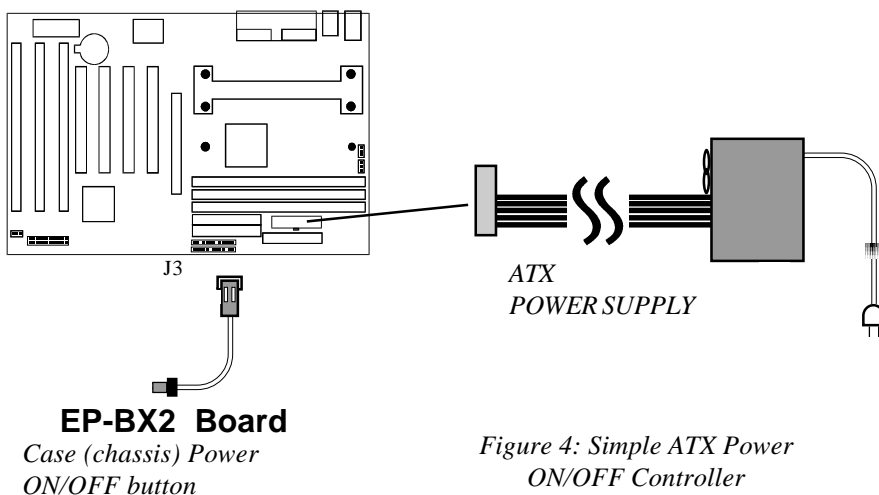 J3
ATX
POWER SUPPLY
EP-BX2 Board
Case (chassis) Power
ON/OFF button
Figure 4: Simple ATX Power
ON/OFF Controller